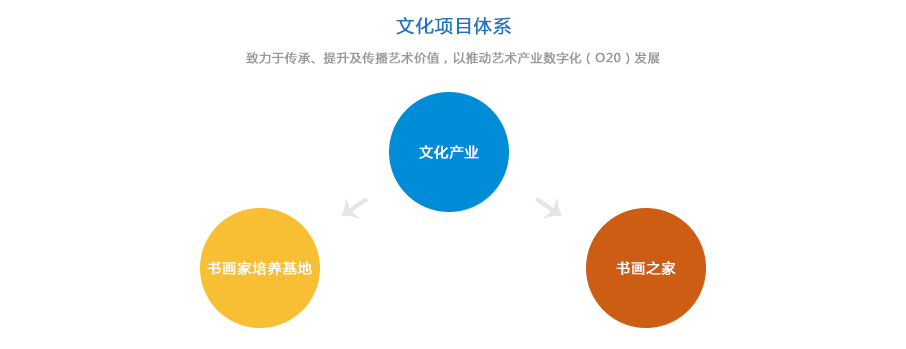 文化项目体系
致力于传承、提升及传播艺术价值，以推动艺术产业数字化（O20）发展
文化产业
书画家培养基地
书画之家